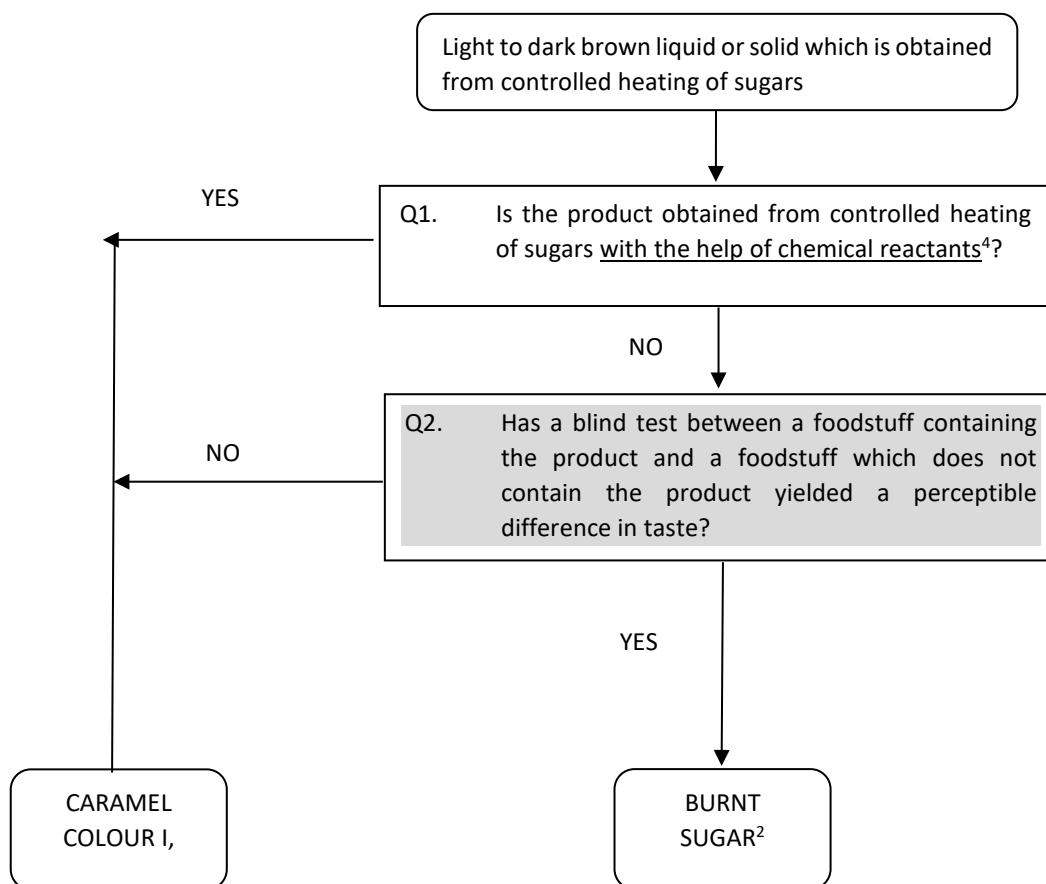 Light to dark brown liquid or solid which is obtained
from controlled heating of sugars
YES
Q1. Is the product obtained from controlled heating
of sugars with the help of chemical reactants⁴?
NO
Q2. Has a blind test between a foodstuff containing
the product and a foodstuff which does not
contain the product yielded a perceptible
difference in taste?
NO
YES
CARAMEL
COLOUR I,
BURNT
SUGAR²